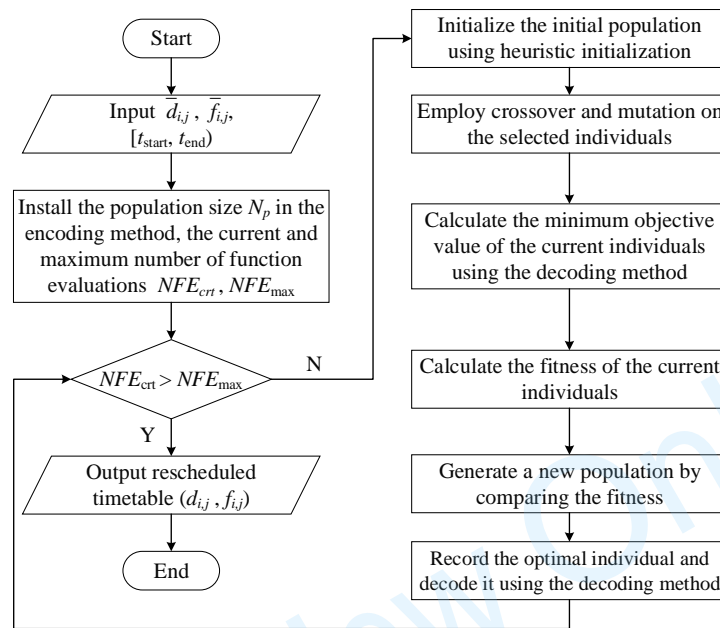 Start
Input d̅i,j , f̅i,j,
[tstart, tend)
Install the population size Np in the
encoding method, the current and
maximum number of function
evaluations NFEcrt , NFEmax
NFEcrt > NFEmax
N
Y
Output rescheduled
timetable (di,j , fi,j)
End
Initialize the initial population
using heuristic initialization
Employ crossover and mutation on
the selected individuals
Calculate the minimum objective
value of the current individuals
using the decoding method
Calculate the fitness of the current
individuals
Generate a new population by
comparing the fitness
Record the optimal individual and
decode it using the decoding method